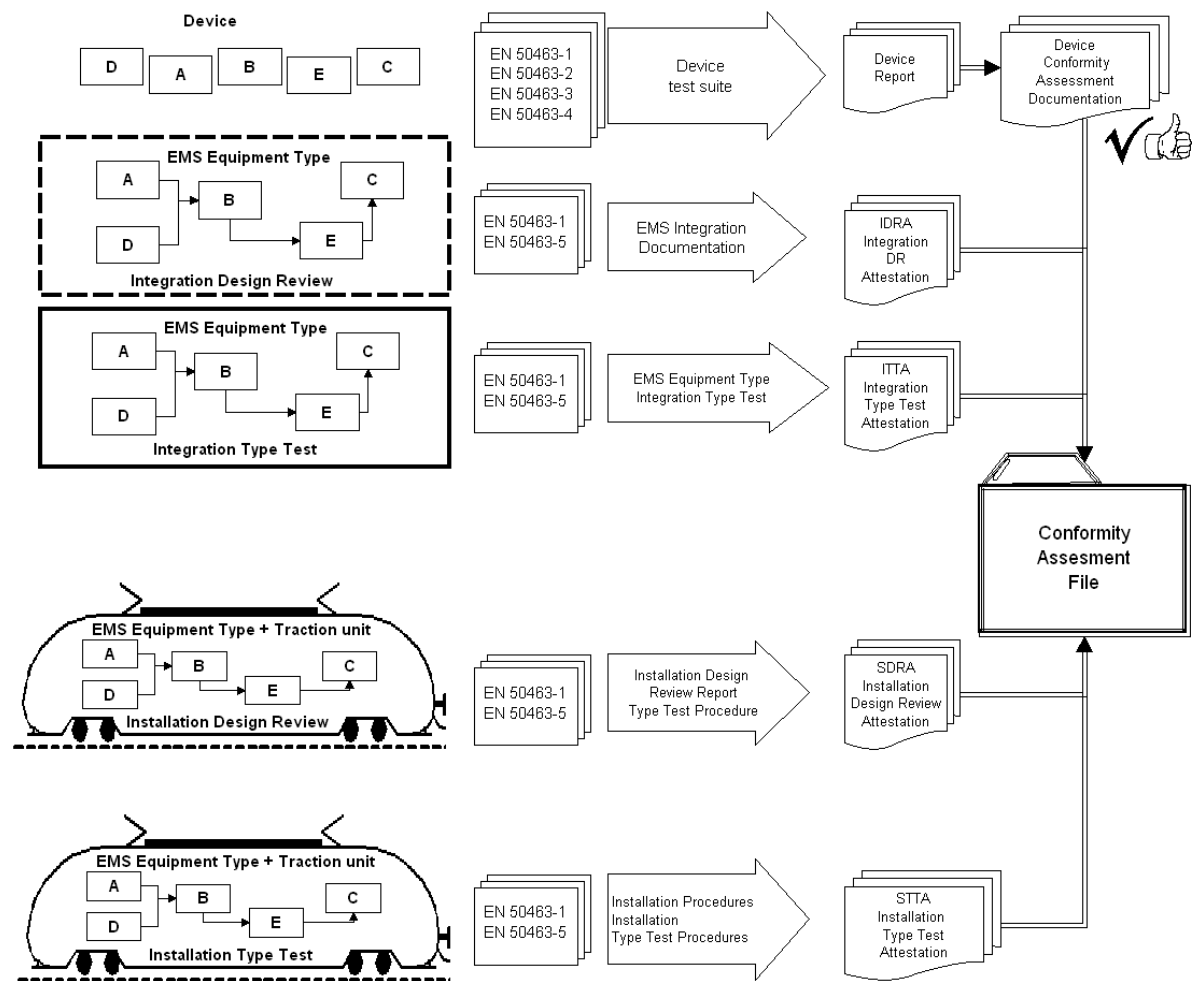 Device
D
A
B
E
C
EN 50463-1
EN 50463-2
EN 50463-3
EN 50463-4
Device
test suite
Device
Report
Device
Conformity
Assessment
Documentation
EMS Equipment Type
A
B
C
D
E
Integration Design Review
EN 50463-1
EN 50463-5
EMS Integration
Documentation
IDRA
Integration
DR
Attestation
EMS Equipment Type
A
B
C
D
E
Integration Type Test
EN 50463-1
EN 50463-5
EMS Equipment Type
Integration Type Test
ITTA
Integration
Type Test
Attestation
Conformity
Assesment
File
EMS Equipment Type + Traction unit
A
B
C
D
E
Installation Design Review
EN 50463-1
EN 50463-5
Installation Design
Review Report
Type Test Procedure
SDRA
Installation
Design Review
Attestation
EMS Equipment Type + Traction unit
A
B
C
D
E
Installation Type Test
EN 50463-1
EN 50463-5
Installation Procedures
Installation
Type Test Procedures
STTA
Installation
Type Test
Attestation